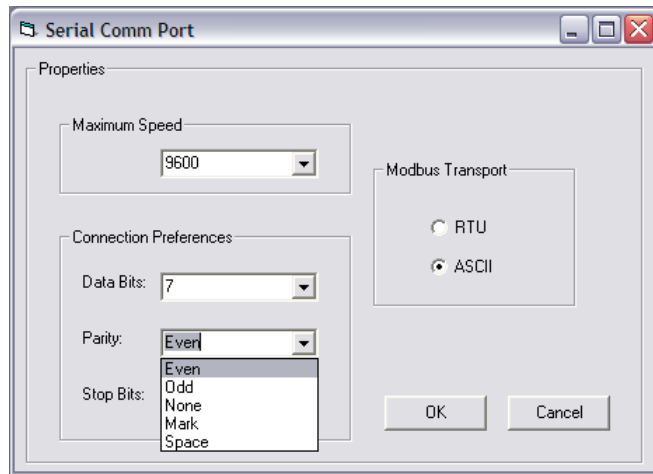 Serial Comm Port
Properties
Maximum Speed
9600
Modbus Transport
RTU
ASCII
Connection Preferences
Data Bits: 7
Parity: Even
Even
Odd
None
Mark
Space
Stop Bits:
OK Cancel